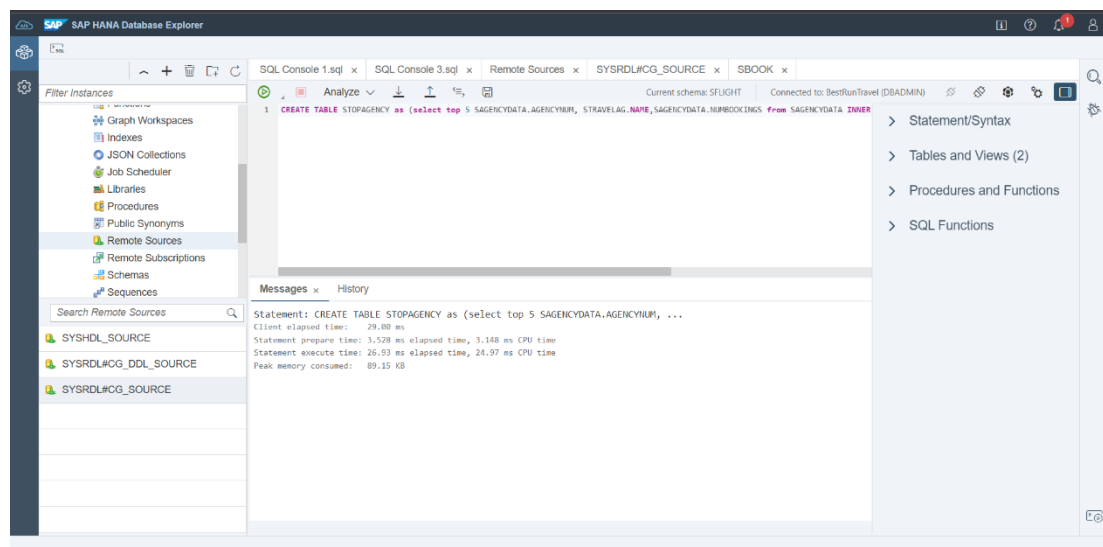 SAP SAP HANA Database Explorer
1
SQL
Filter Instances
Functions
Graph Workspaces
Indexes
JSON Collections
Job Scheduler
Libraries
Procedures
Public Synonyms
Remote Sources
Remote Subscriptions
Schemas
Sequences
Search Remote Sources
SYSHDL_SOURCE
SYSRDL#CG_DDL_SOURCE
SYSRDL#CG_SOURCE
SQL Console 1.sql x SQL Console 3.sql x Remote Sources x SYSRDL#CG_SOURCE x SBOOK x
Analyze Current schema: SFLIGHT Connected to: BestRunTravel (DBADMIN)
1 CREATE TABLE STOPAGENCY as (select top 5 SAGENCYDATA.AGENCYNUM, STRAVELAG.NAME,SAGENCYDATA.NUMBOOKINGS from SAGENCYDATA INNER
Messages x History
Statement: CREATE TABLE STOPAGENCY as (select top 5 SAGENCYDATA.AGENCYNUM, ...
Client elapsed time: 29.00 ms
Statement prepare time: 3.528 ms elapsed time, 3.148 ms CPU time
Statement execute time: 26.93 ms elapsed time, 24.97 ms CPU time
Peak memory consumed: 89.15 KB
> Statement/Syntax
> Tables and Views (2)
> Procedures and Functions
> SQL Functions